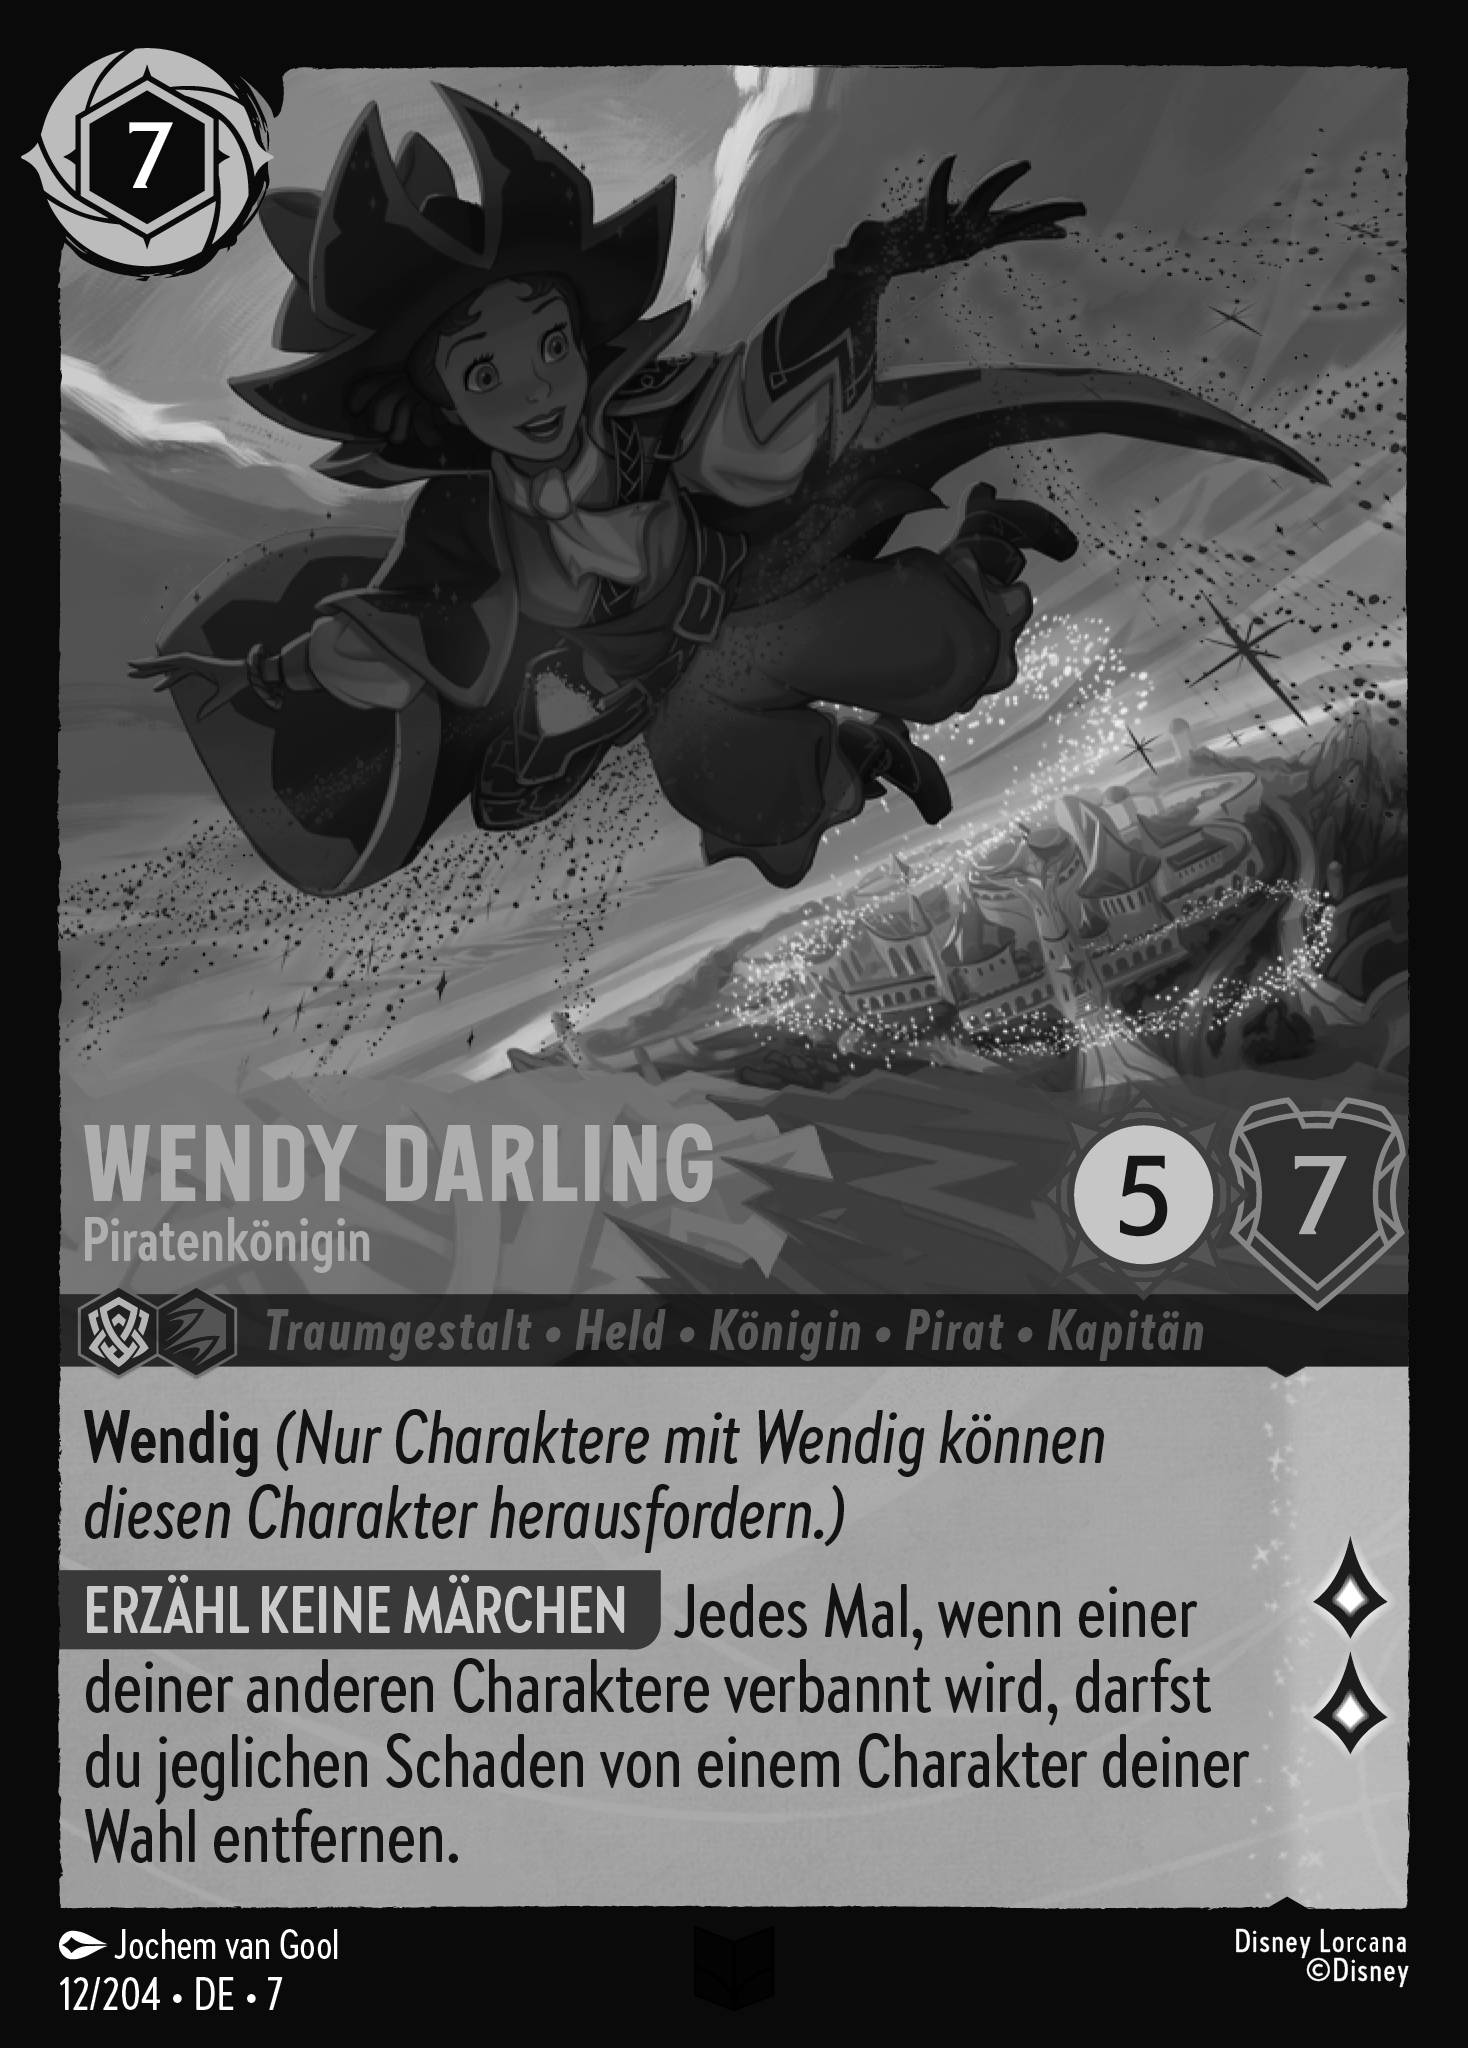 7
WENDY DARLING
Piratenkönigin
5 7
Traumgestalt • Held • Königin • Pirat • Kapitän
Wendig (Nur Charaktere mit Wendig können
diesen Charakter herausfordern.)
ERZÄHL KEINE MÄRCHEN Jedes Mal, wenn einer
deiner anderen Charaktere verbannt wird, darfst
du jeglichen Schaden von einem Charakter deiner
Wahl entfernen.
Jochem van Gool
12/204 • DE • 7
Disney Lorcana
©Disney